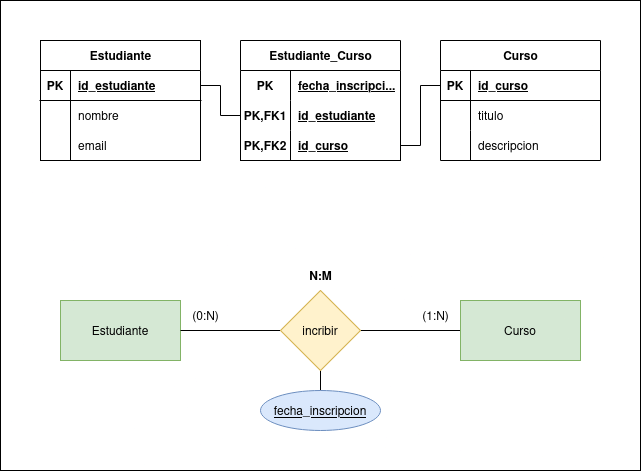 Estudiante
PK id_estudiante
nombre
email
Estudiante_Curso
PK fecha_inscripci...
PK,FK1 id_estudiante
PK,FK2 id_curso
Curso
PK id_curso
titulo
descripcion
N:M
Estudiante
(0:N)
incribir
(1:N)
Curso
fecha_inscripcion